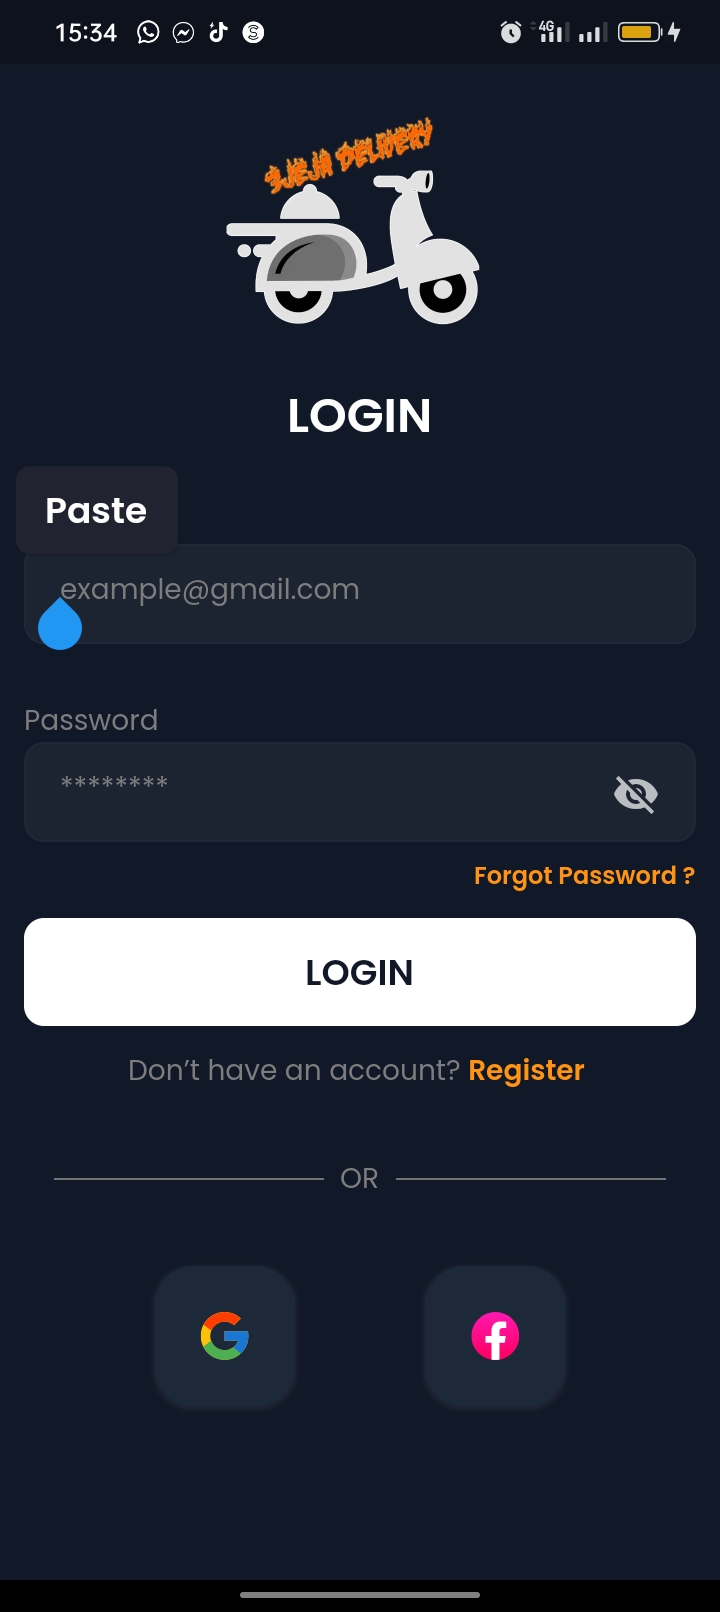 15:34
4G
3JEJA DELIVERY
LOGIN
Paste
example@gmail.com
Password
********
Forgot Password ?
LOGIN
Don’t have an account? Register
OR